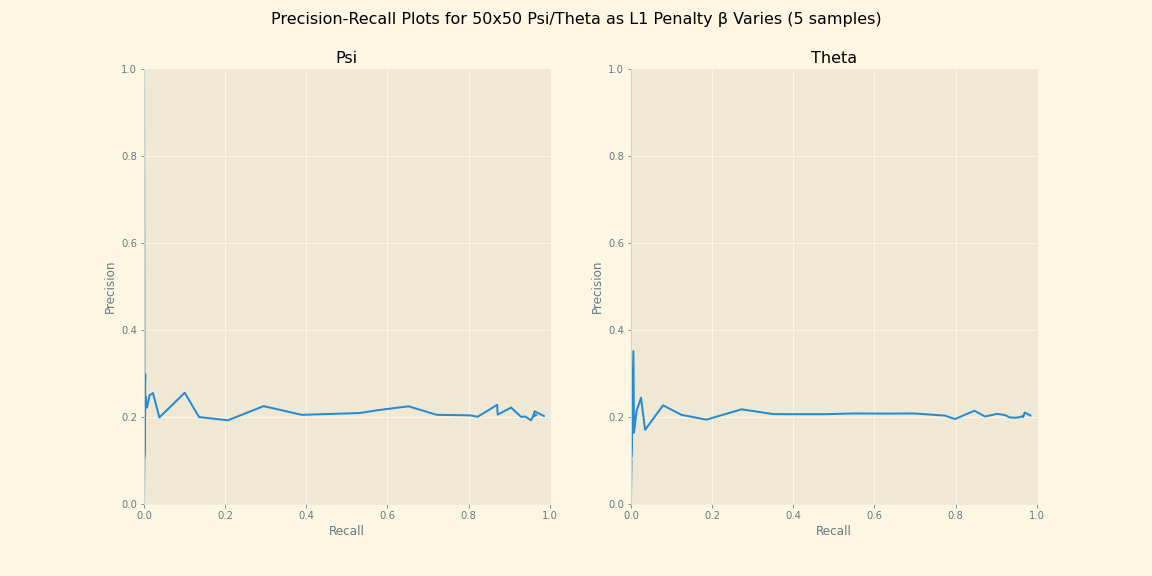 Precision-Recall Plots for 50x50 Psi/Theta as L1 Penalty β Varies (5 samples)
Psi
Theta
1.0
0.8
0.6
0.4
0.2
0.0
Precision
0.0 0.2 0.4 0.6 0.8 1.0
Recall
1.0
0.8
0.6
0.4
0.2
0.0
Precision
0.0 0.2 0.4 0.6 0.8 1.0
Recall